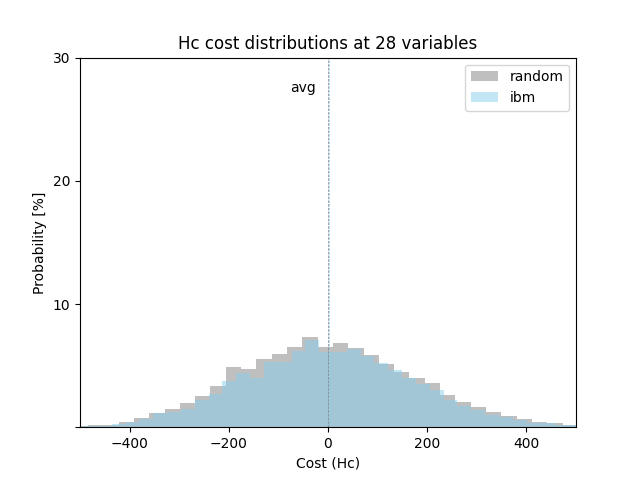 Hc cost distributions at 28 variables
30
20
10
Probability [%]
avg
random
ibm
−400
−200
0
200
400
Cost (Hc)